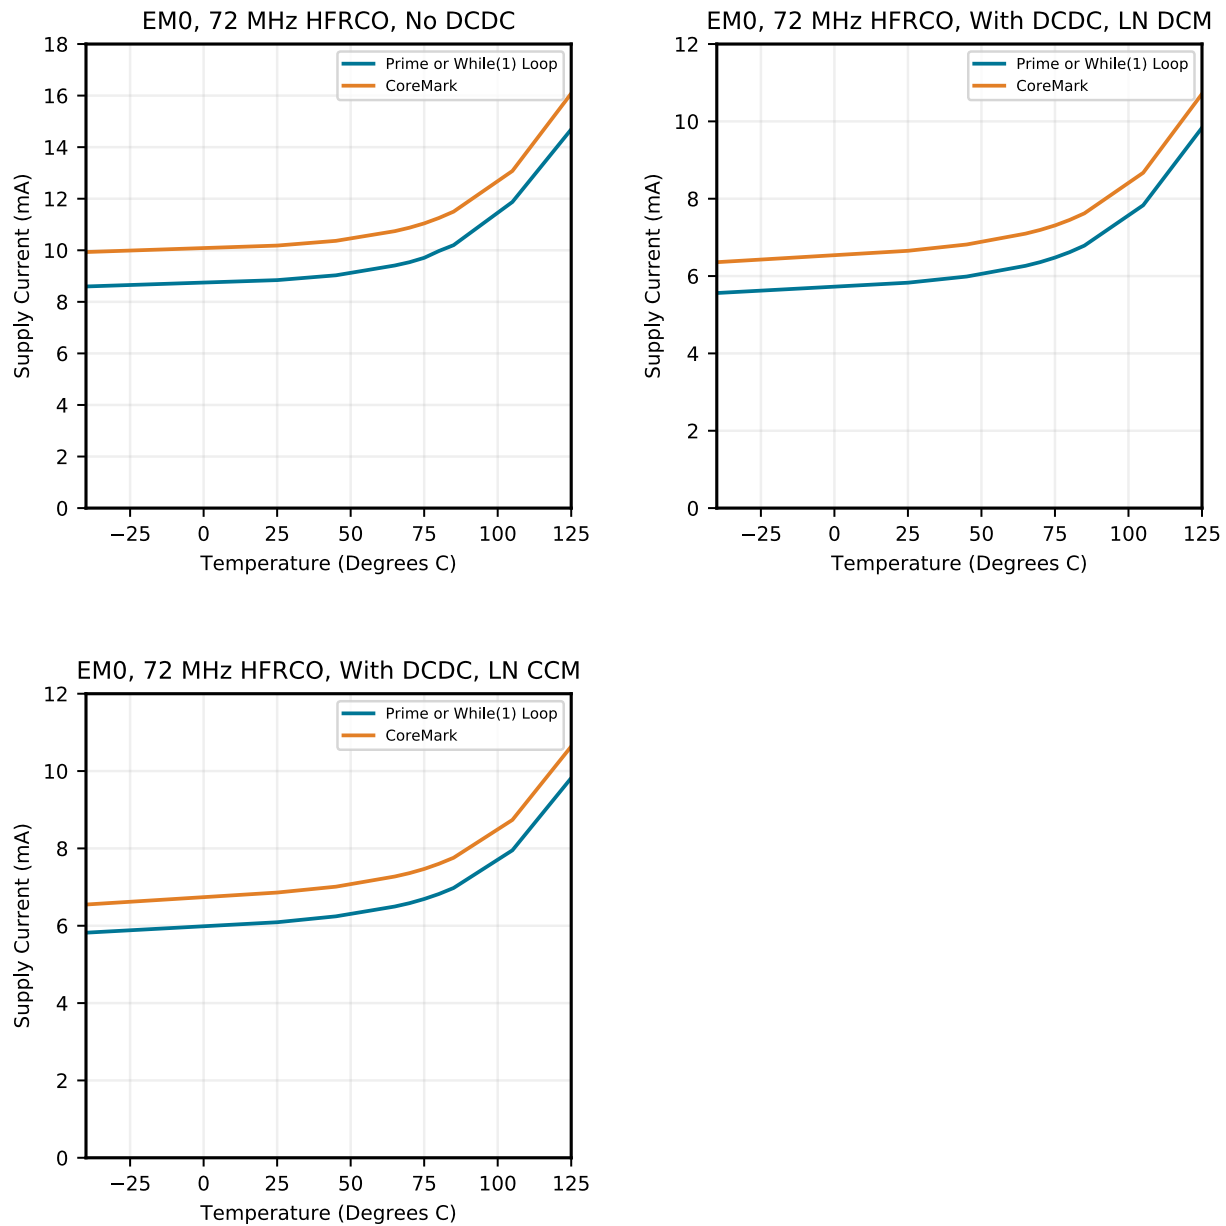 EM0, 72 MHz HFRCO, No DCDC
18
16
14
12
10
8
6
4
2
0
Supply Current (mA)
Prime or While(1) Loop
CoreMark
−25 0 25 50 75 100 125
Temperature (Degrees C)
EM0, 72 MHz HFRCO, With DCDC, LN DCM
12
10
8
6
4
2
0
Supply Current (mA)
Prime or While(1) Loop
CoreMark
−25 0 25 50 75 100 125
Temperature (Degrees C)
EM0, 72 MHz HFRCO, With DCDC, LN CCM
12
10
8
6
4
2
0
Supply Current (mA)
Prime or While(1) Loop
CoreMark
−25 0 25 50 75 100 125
Temperature (Degrees C)